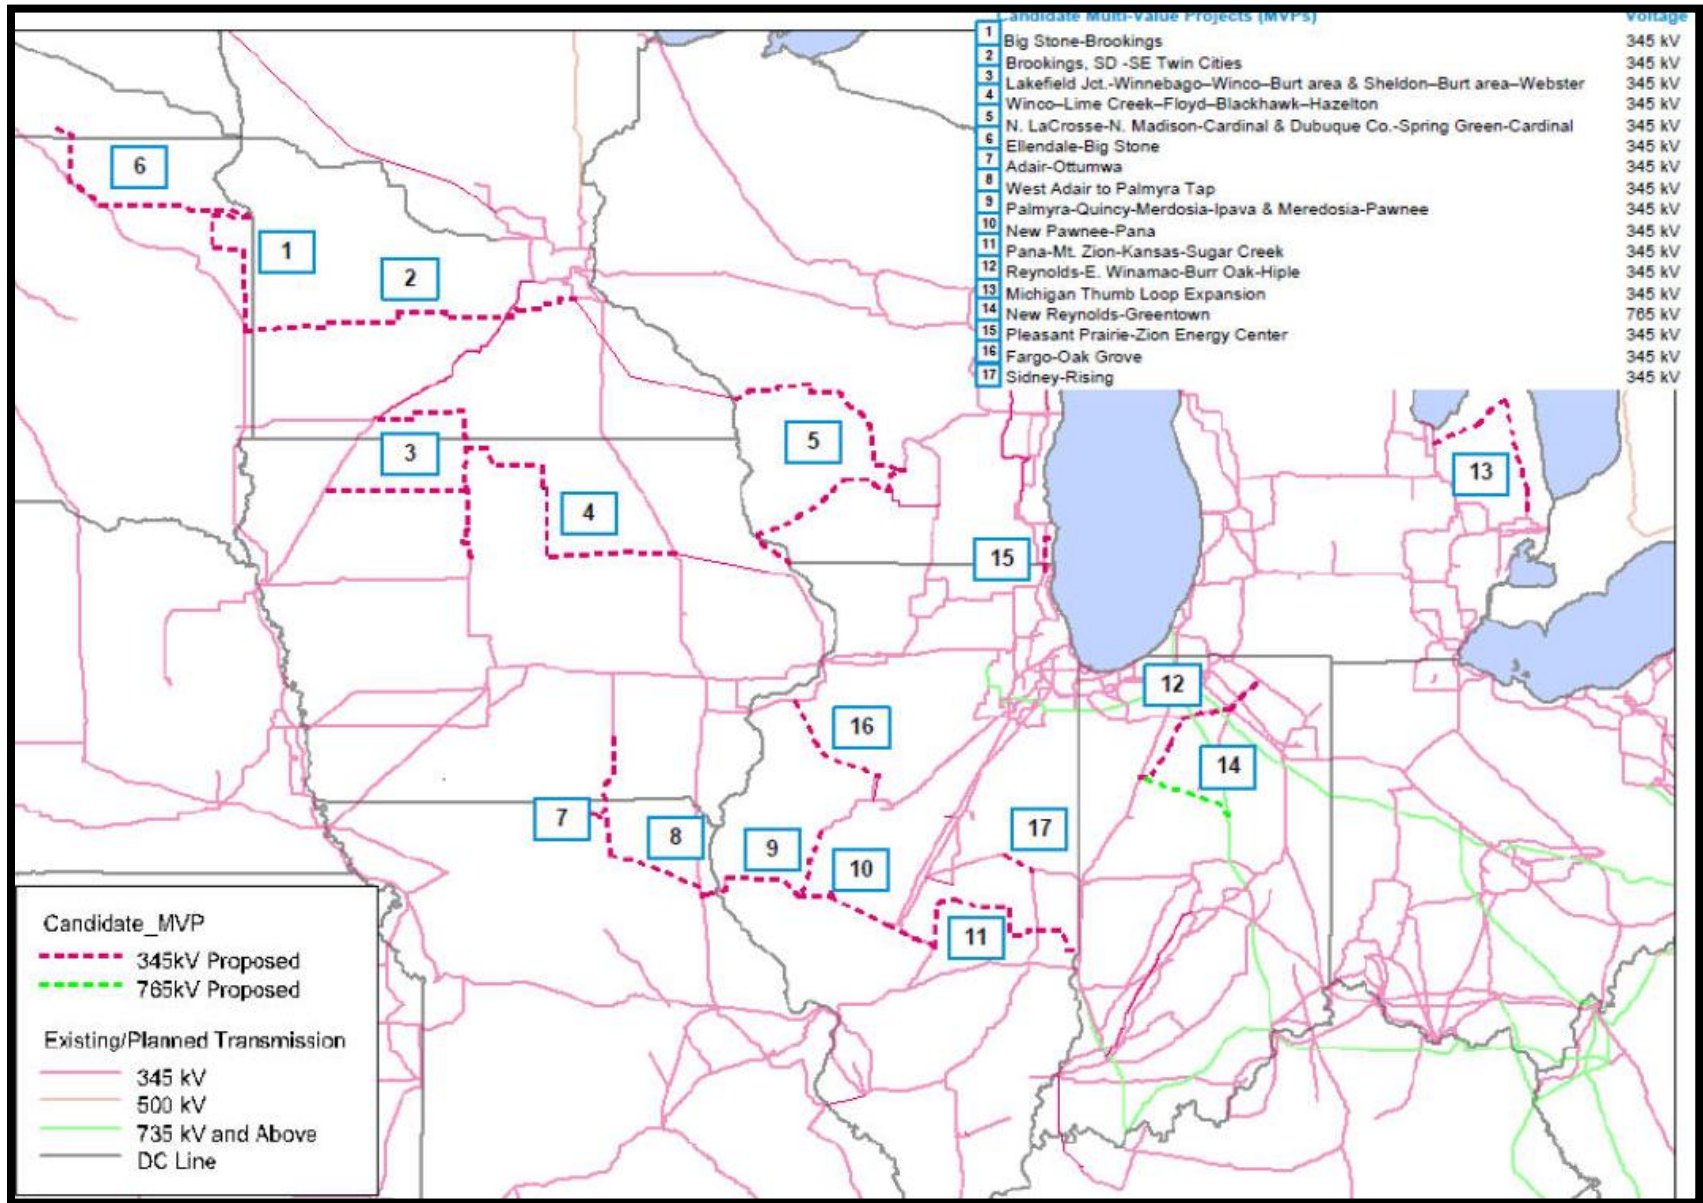 Candidate Multi-Value Projects (MVPs) Voltage
1 Big Stone-Brookings 345 kV
2 Brookings, SD -SE Twin Cities 345 kV
3 Lakefield Jct.-Winnebago–Winco–Burt area & Sheldon–Burt area–Webster 345 kV
4 Winco–Lime Creek–Floyd–Blackhawk–Hazelton 345 kV
5 N. LaCrosse-N. Madison-Cardinal & Dubuque Co.-Spring Green-Cardinal 345 kV
6 Ellendale-Big Stone 345 kV
7 Adair-Ottumwa 345 kV
8 West Adair to Palmyra Tap 345 kV
9 Palmyra-Quincy-Merdosia-Ipava & Meredosia-Pawnee 345 kV
10 New Pawnee-Pana 345 kV
11 Pana-Mt. Zion-Kansas-Sugar Creek 345 kV
12 Reynolds-E. Winamac-Burr Oak-Hiple 345 kV
13 Michigan Thumb Loop Expansion 345 kV
14 New Reynolds-Greentown 765 kV
15 Pleasant Prairie-Zion Energy Center 345 kV
16 Fargo-Oak Grove 345 kV
17 Sidney-Rising 345 kV
6
1
2
3
5
13
4
15
12
16
14
7
8
9
17
10
11
Candidate_MVP
345kV Proposed
765kV Proposed
Existing/Planned Transmission
345 kV
500 kV
735 kV and Above
DC Line